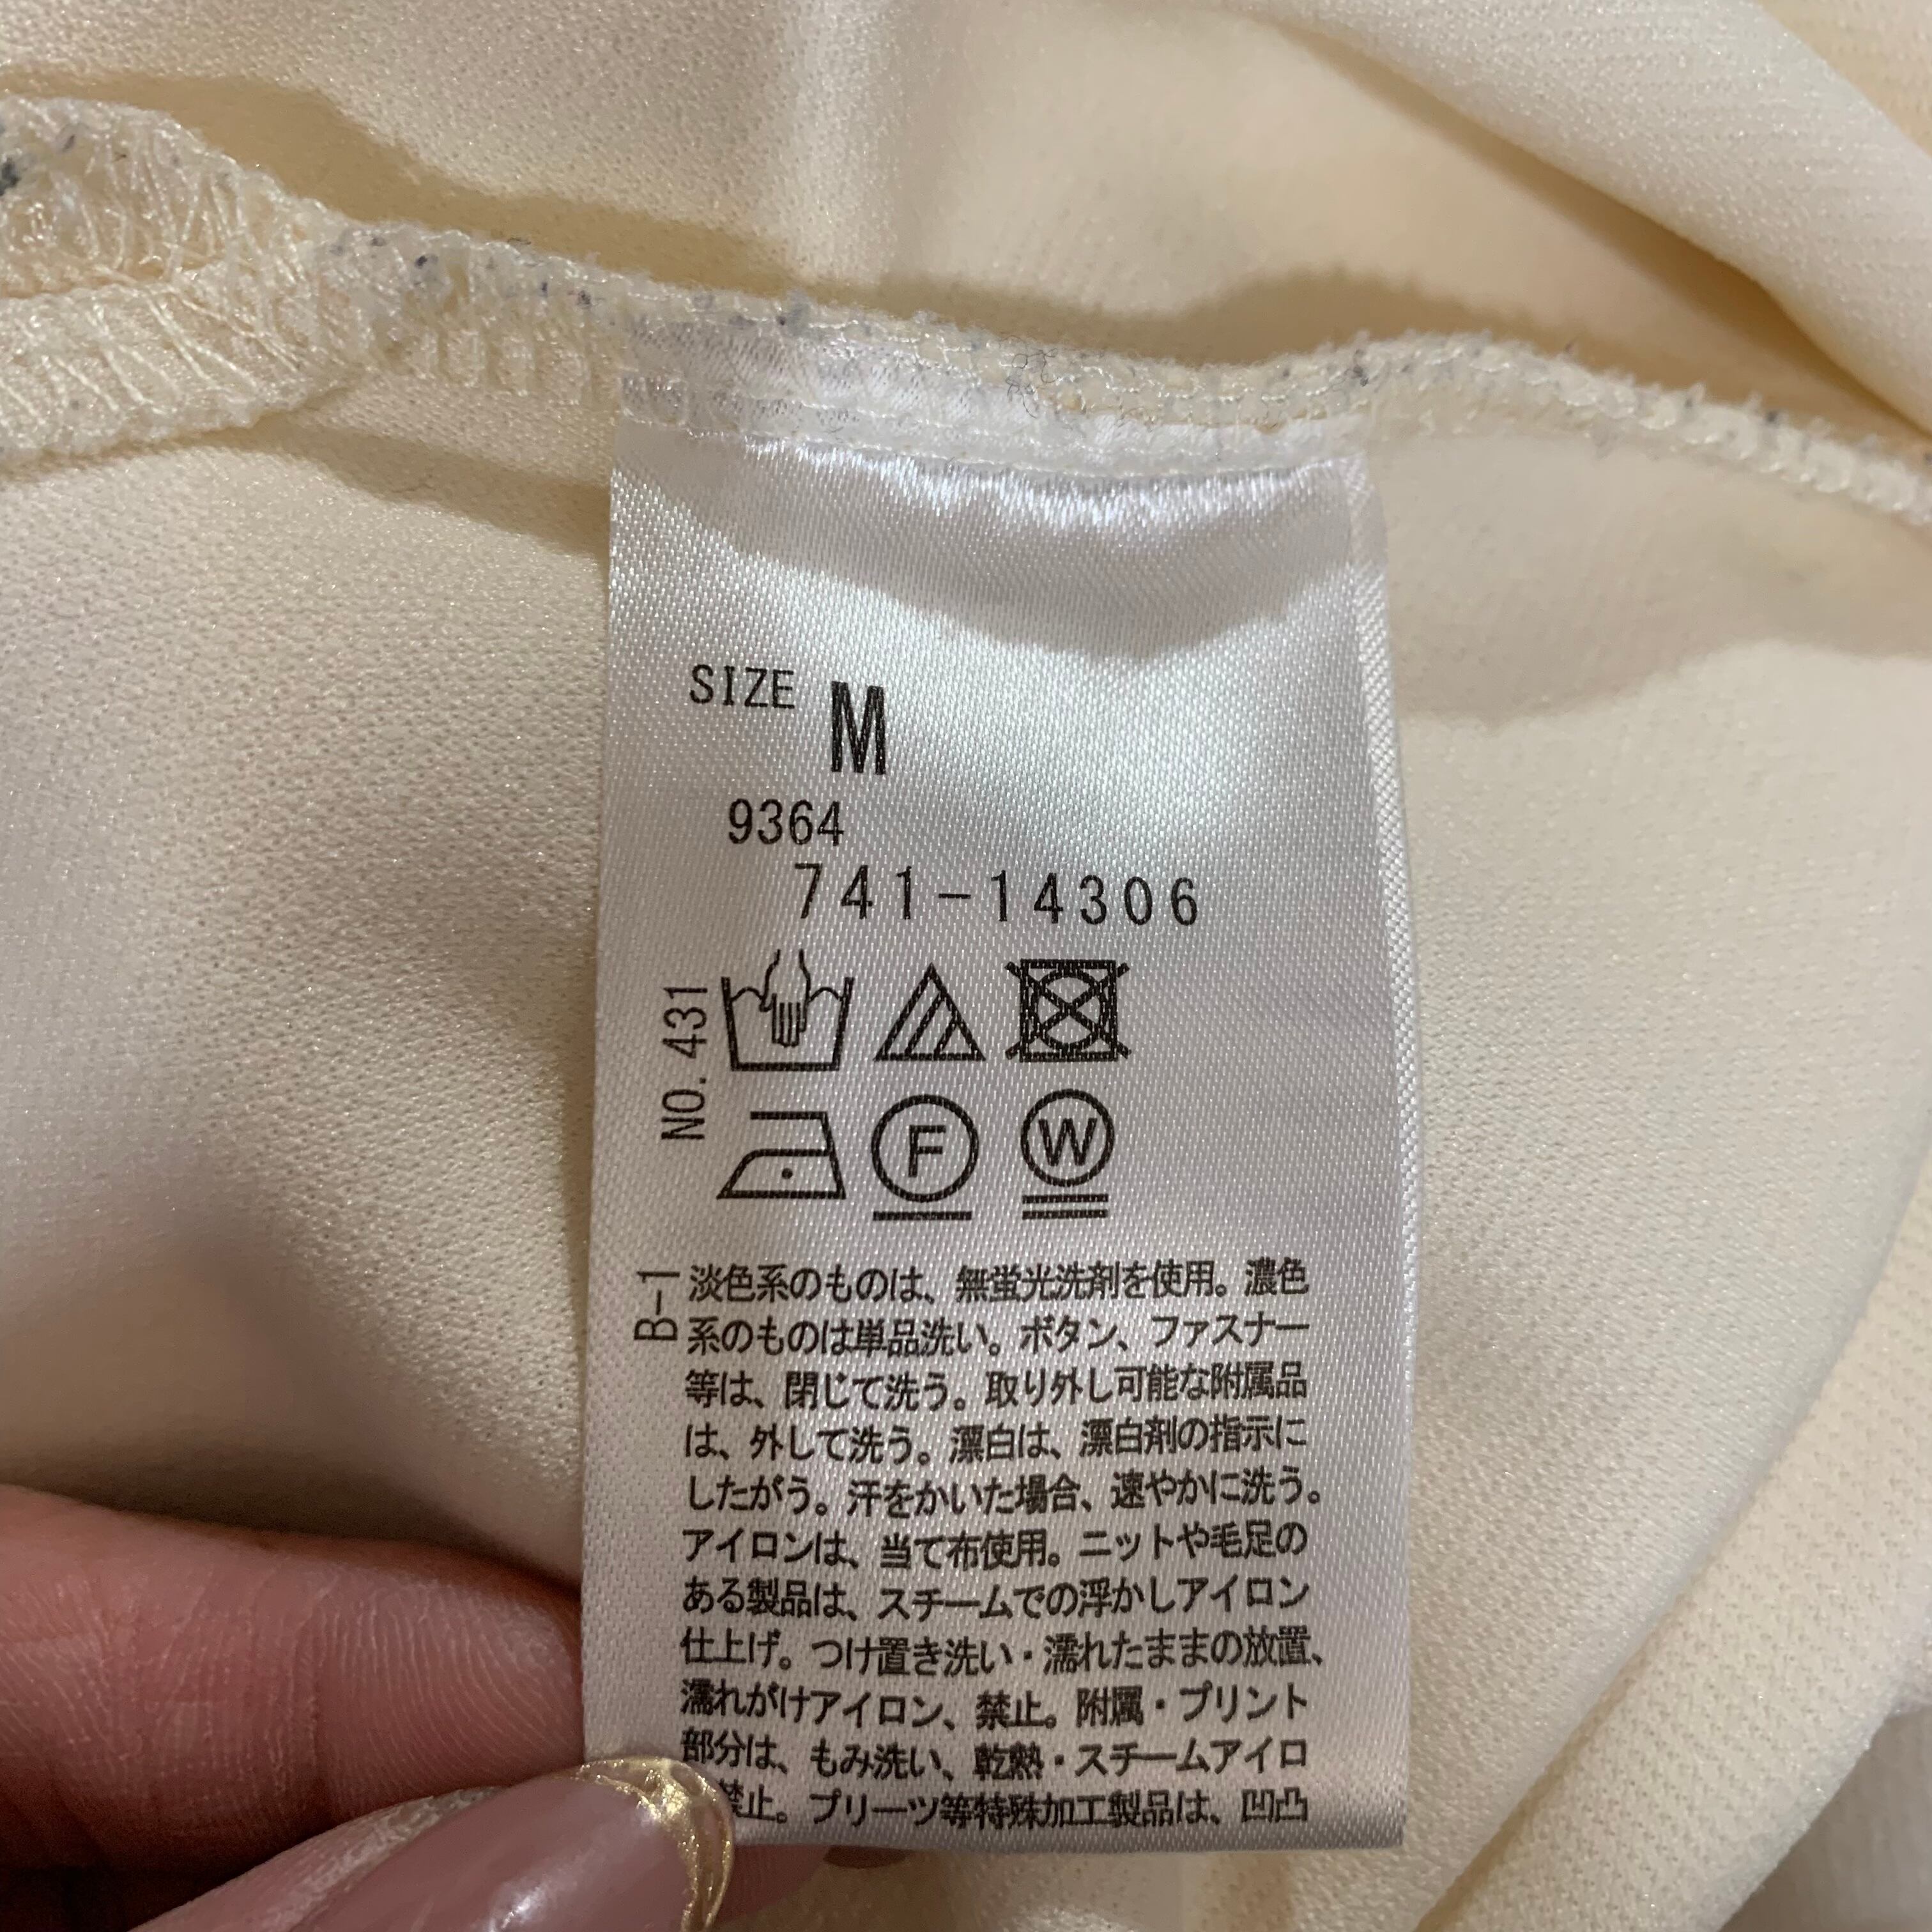 SIZE M
9364
741-14306
NO. 431
F
W
B-1
淡色系のものは、無蛍光洗剤を使用。濃色
系のものは単品洗い。ボタン、ファスナー
等は、閉じて洗う。取り外し可能な附属品
は、外して洗う。漂白は、漂白剤の指示に
したがう。汗をかいた場合、速やかに洗う。
アイロンは、当て布使用。ニットや毛足の
ある製品は、スチームでの浮かしアイロン
仕上げ。つけ置き洗い・濡れたままの放置、
濡れがけアイロン、禁止。附属・プリント
部分は、もみ洗い、乾熱・スチームアイロ
禁止。プリーツ等特殊加工製品は、凹凸